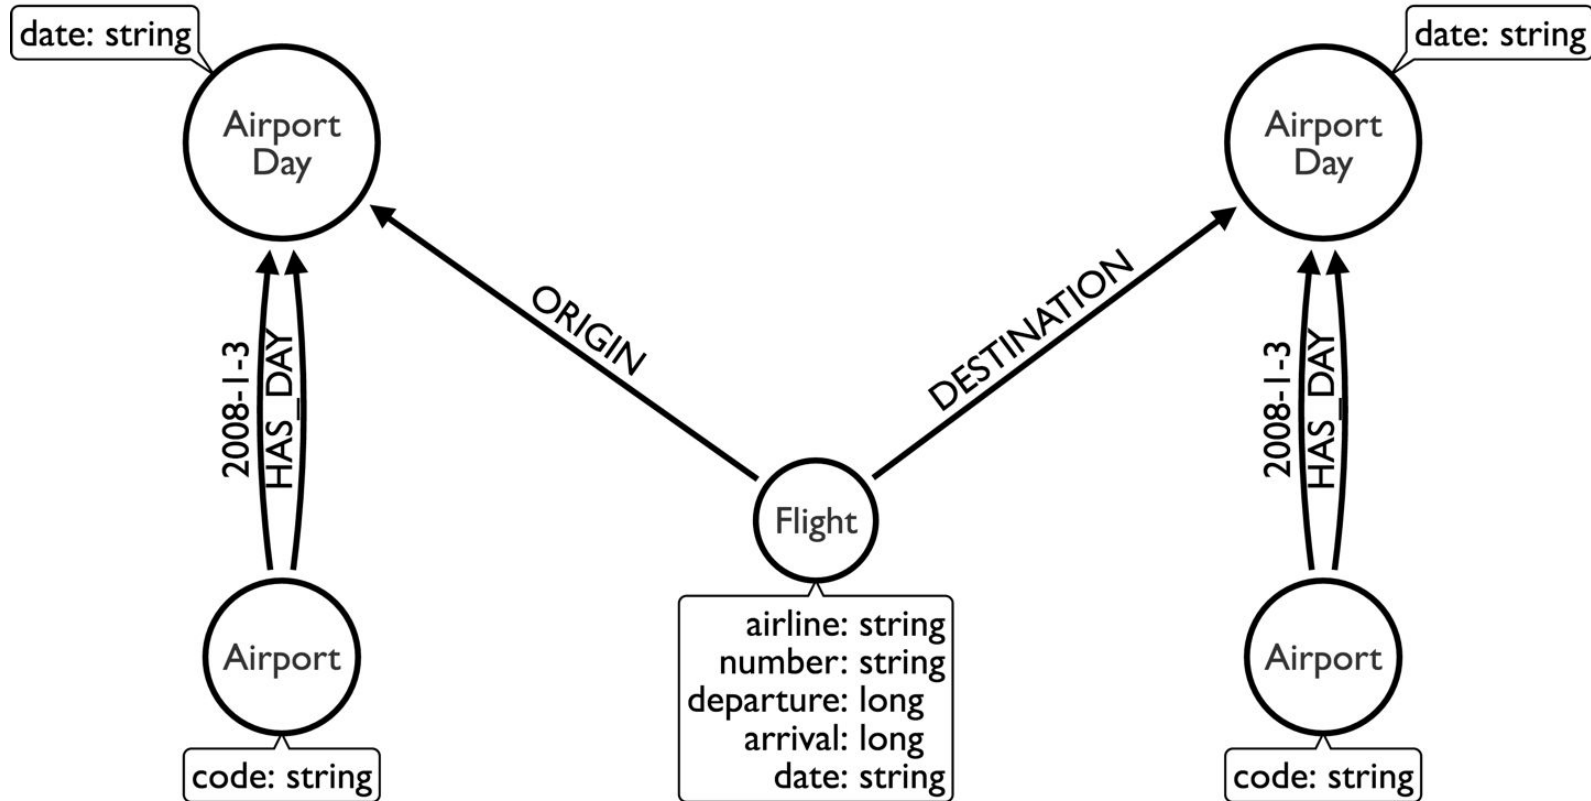 date: string
date: string
Airport
Day
Airport
Day
ORIGIN
DESTINATION
2008-1-3
HAS_DAY
2008-1-3
HAS_DAY
Flight
airline: string
number: string
departure: long
arrival: long
date: string
Airport
code: string
Airport
code: string